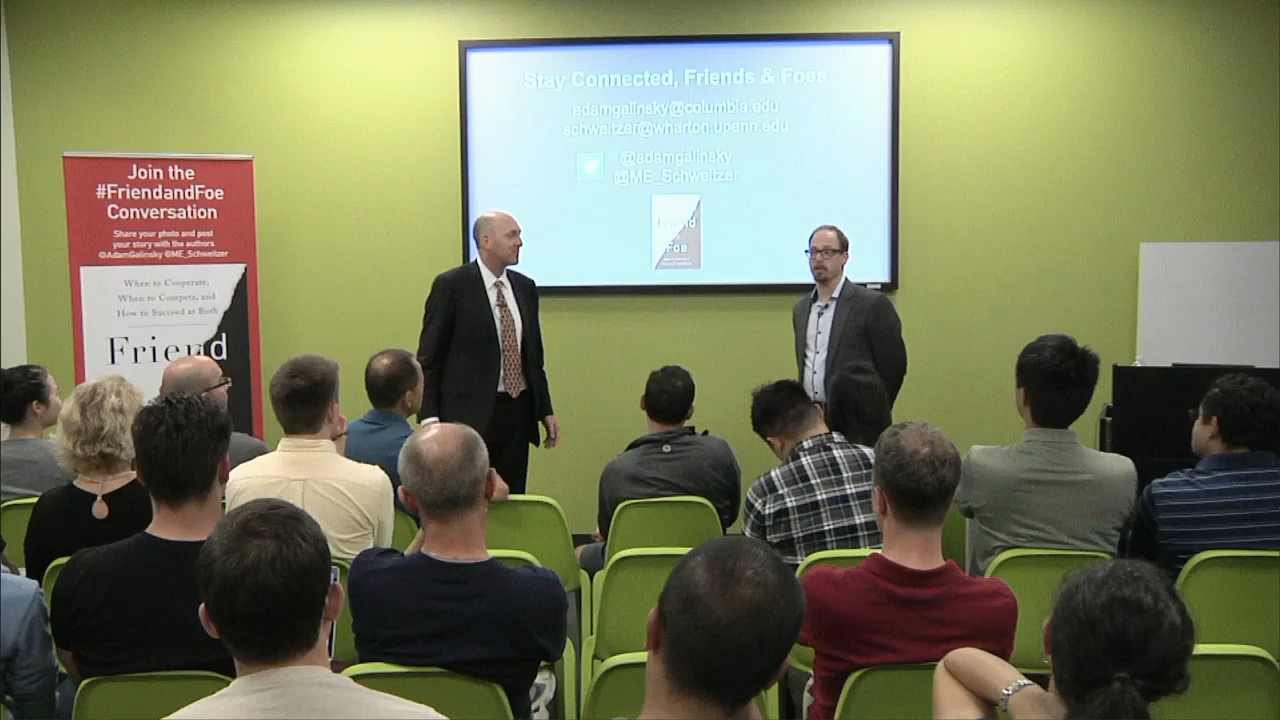 Join the
#FriendandFoe
Conversation
Share your photo and post
your story with the authors
@AdamGalinsky @ME_Schweitzer
When to Cooperate,
When to Compete, and
How to Succeed at Both
Friend
Stay Connected, Friends & Foes
adamgalinsky@columbia.edu
schweitzer@wharton.upenn.edu
@adamgalinsky
@ME_Schweitzer
Friend
Foe